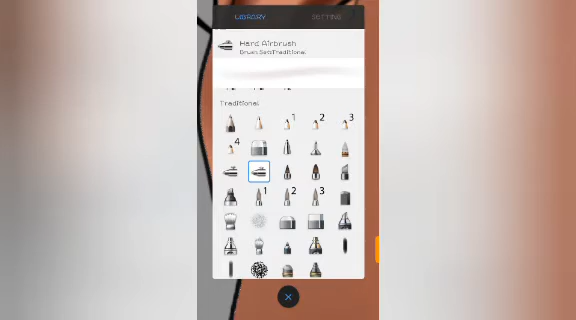 LIBRARY
SETTING
Hard Airbrush
Brush Set:Traditional
Traditional
1
2
3
4
1
2
3